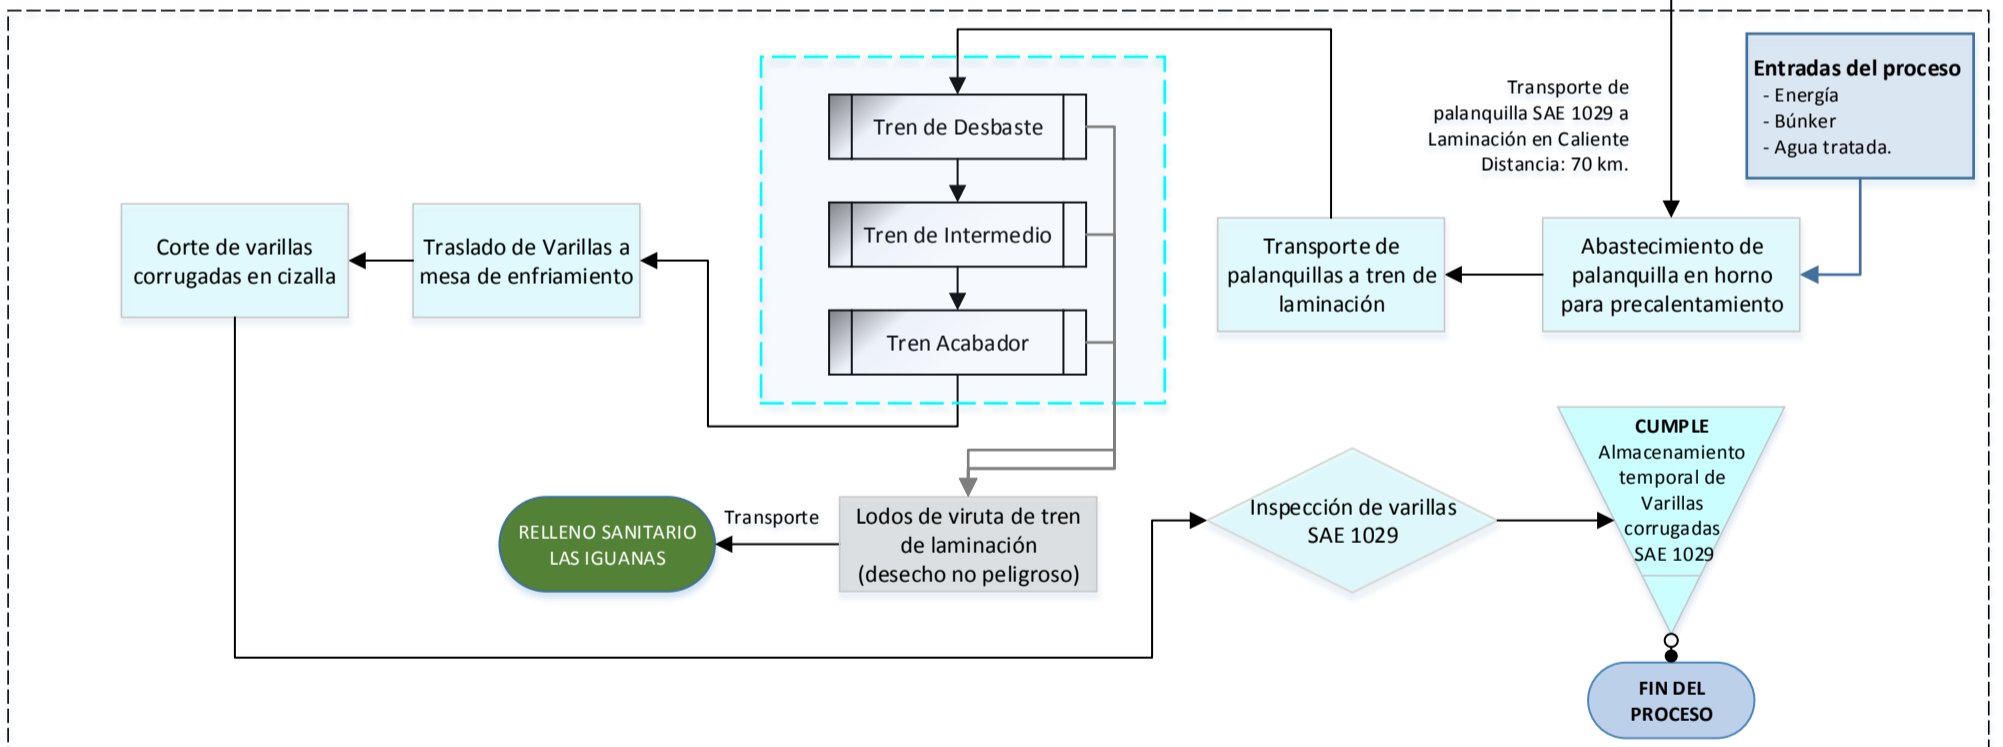 Entradas del proceso
- Energía
- Búnker
- Agua tratada.
Transporte de
palanquilla SAE 1029 a
Laminación en Caliente
Distancia: 70 km.
Abastecimiento de
palanquilla en horno
para precalentamiento
Transporte de
palanquillas a tren de
laminación
Tren de Desbaste
Tren de Intermedio
Tren Acabador
Traslado de Varillas a
mesa de enfriamiento
Corte de varillas
corrugadas en cizalla
Lodos de viruta de tren
de laminación
(desecho no peligroso)
Transporte
RELLENO SANITARIO
LAS IGUANAS
Inspección de varillas
SAE 1029
CUMPLE
Almacenamiento
temporal de
Varillas
corrugadas
SAE 1029
FIN DEL
PROCESO